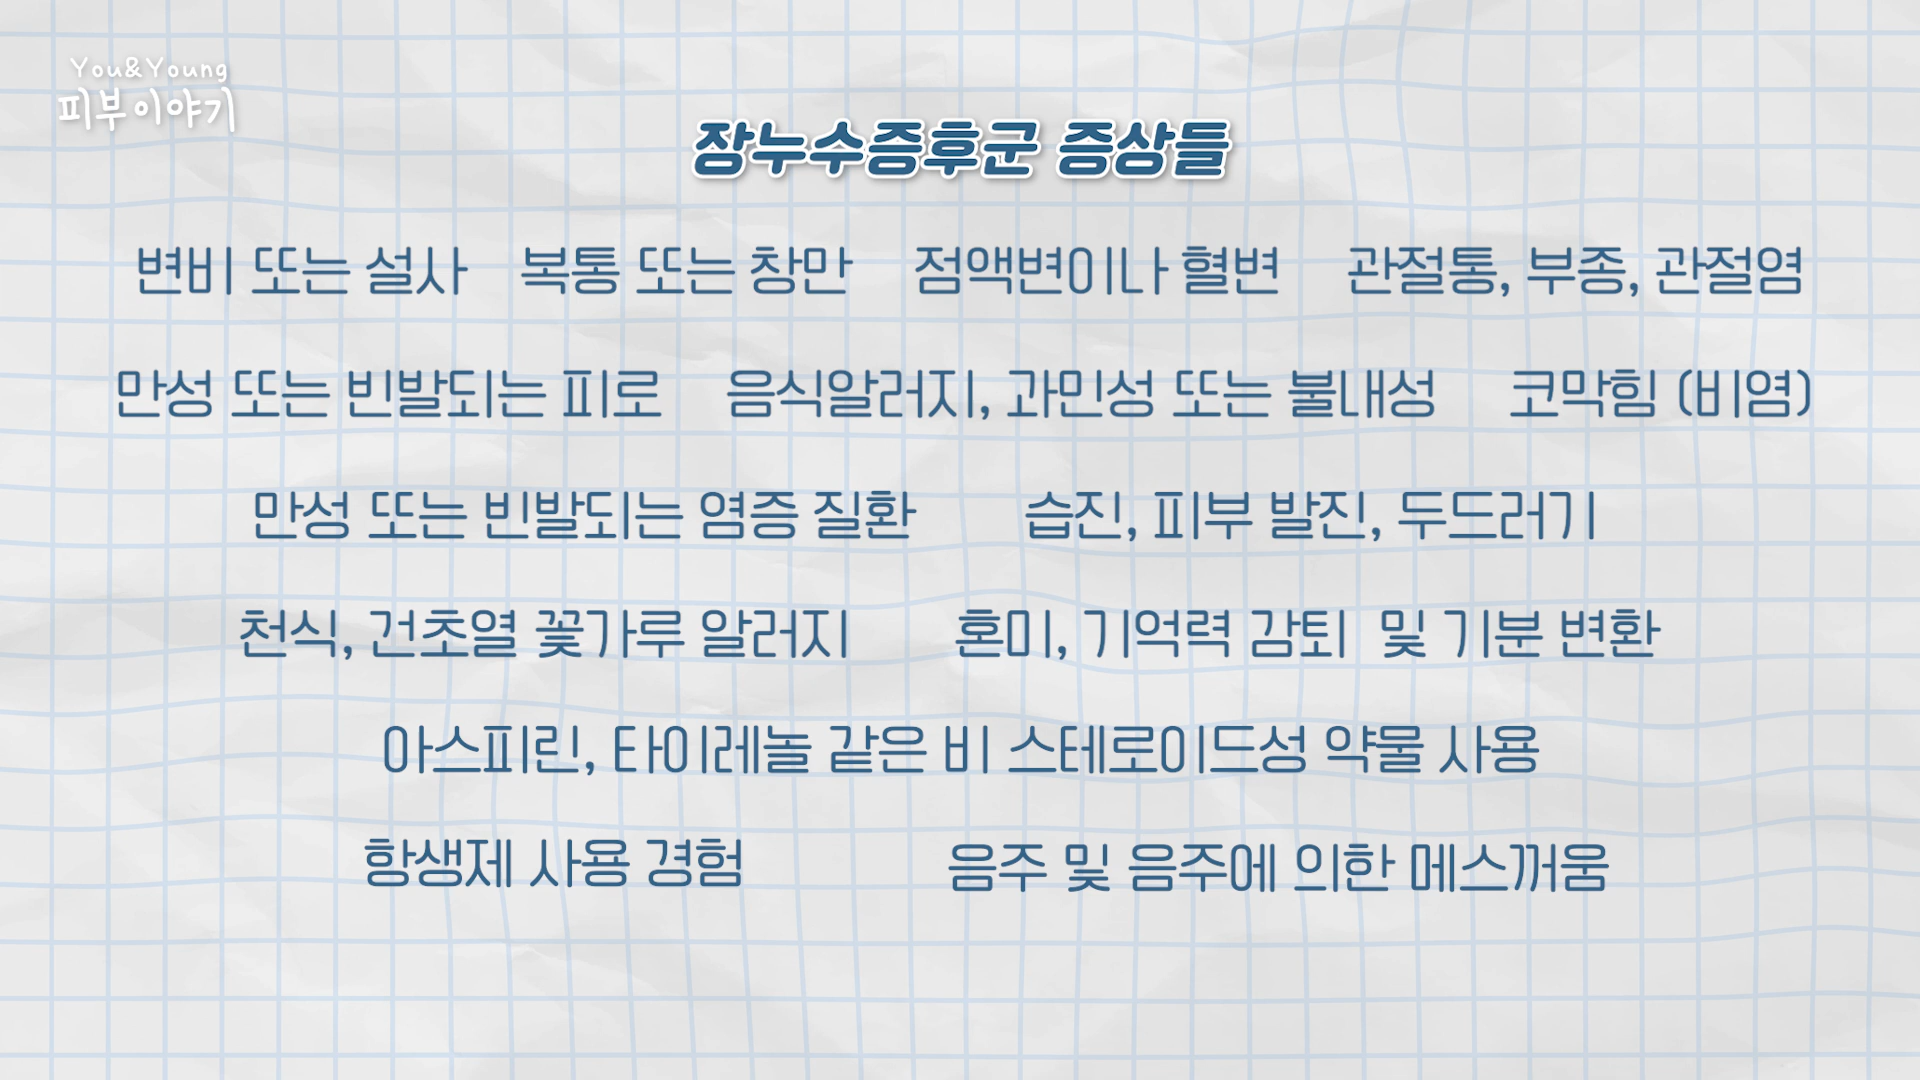 You&Young
피부이야기
장누수증후군 증상들
변비 또는 설사 복통 또는 창만 점액변이나 혈변 관절통, 부종, 관절염
만성 또는 빈발되는 피로 음식알러지, 과민성 또는 불내성 코막힘 (비염)
만성 또는 빈발되는 염증 질환 습진, 피부 발진, 두드러기
천식, 건초열 꽃가루 알러지 혼미, 기억력 감퇴 및 기분 변환
아스피린, 타이레놀 같은 비 스테로이드성 약물 사용
항생제 사용 경험 음주 및 음주에 의한 메스꺼움